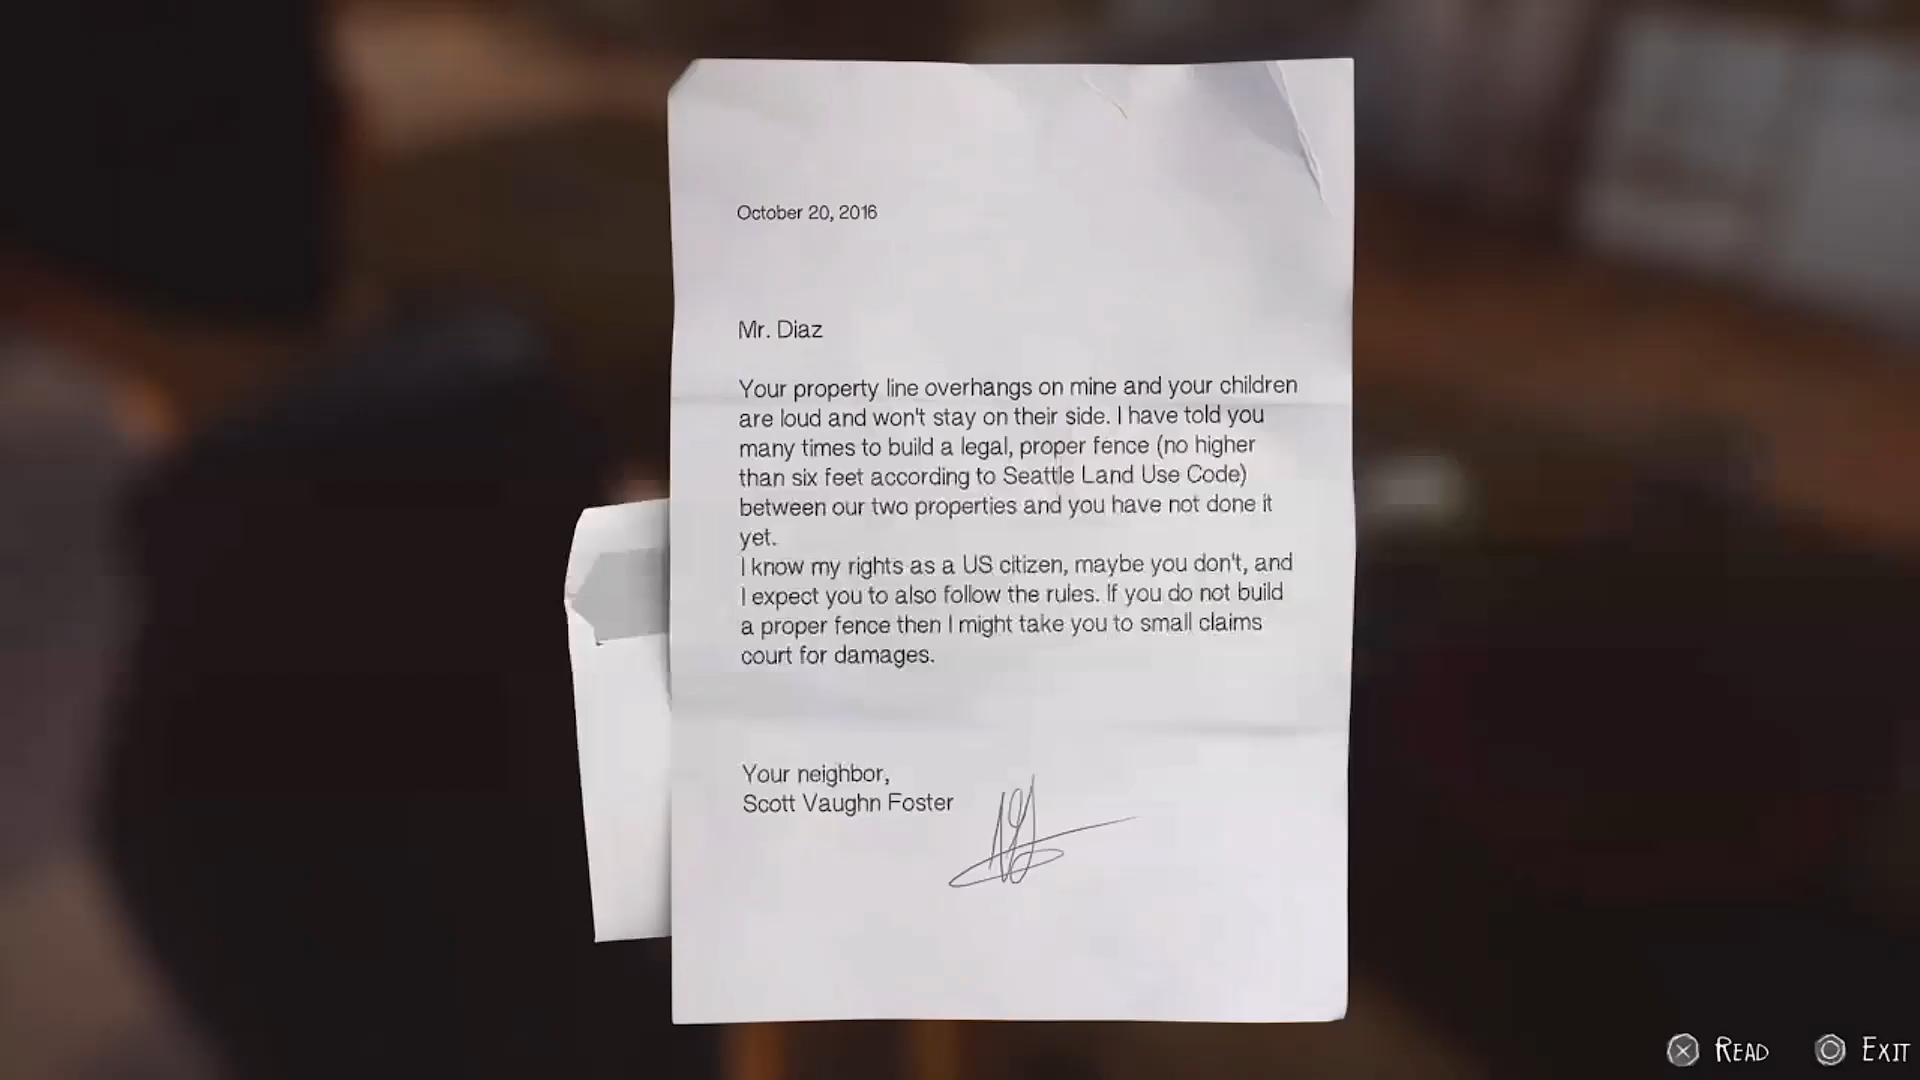 October 20, 2016
Mr. Diaz
Your property line overhangs on mine and your children
are loud and won't stay on their side. I have told you
many times to build a legal, proper fence (no higher
than six feet according to Seattle Land Use Code)
between our two properties and you have not done it
yet.
I know my rights as a US citizen, maybe you don't, and
I expect you to also follow the rules. If you do not build
a proper fence then I might take you to small claims
court for damages.
Your neighbor,
Scott Vaughn Foster
READ EXIT